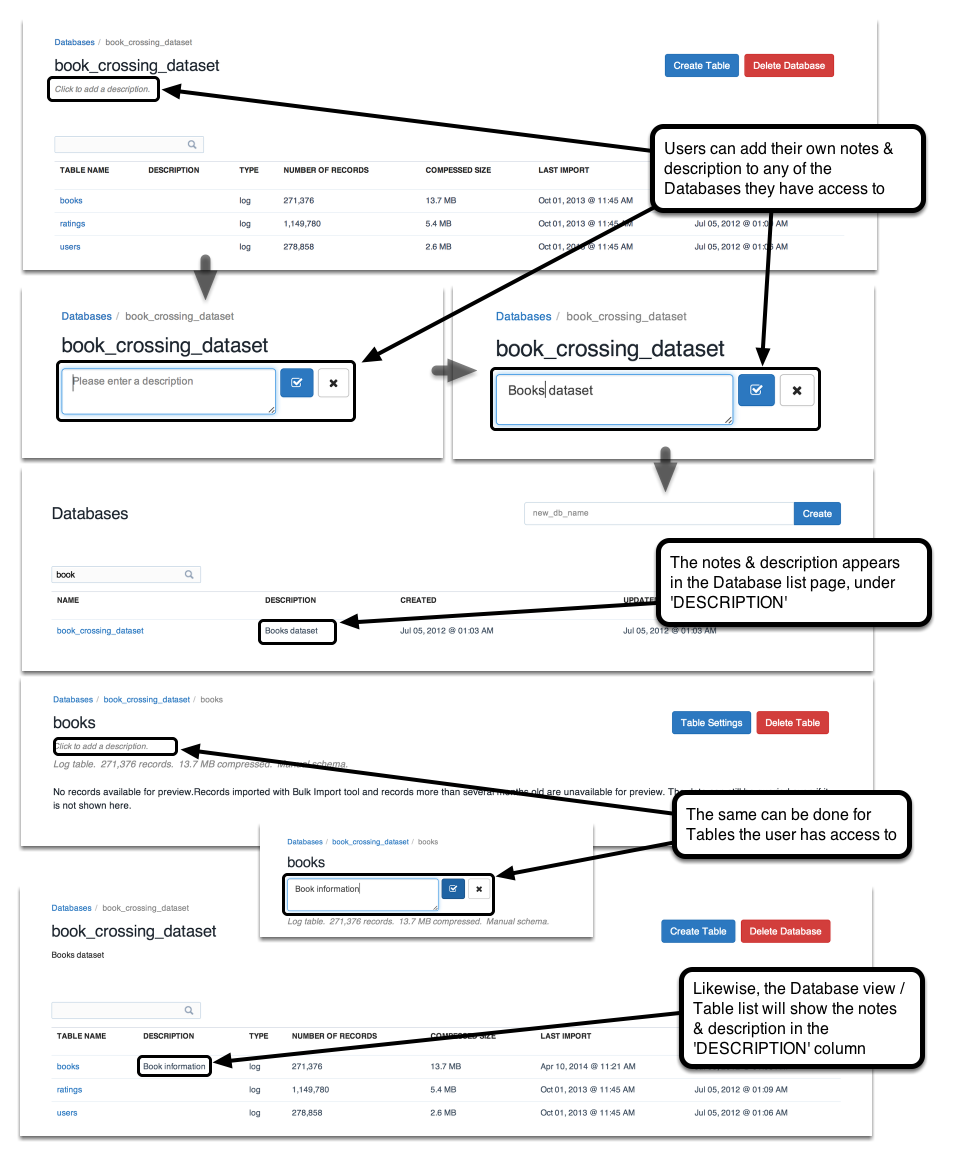 Databases / book_crossing_dataset
book_crossing_dataset
Create Table Delete Database
Click to add a description.
Users can add their own notes &
description to any of the
Databases they have access to
TABLE NAME DESCRIPTION TYPE NUMBER OF RECORDS COMPESSED SIZE LAST IMPORT
books log 271,376 13.7 MB Oct 01, 2013 @ 11:45 AM
ratings log 1,149,780 5.4 MB Oct 01, 2013 @ 11:45 AM Jul 05, 2012 @ 01:09 AM
users log 278,858 2.6 MB Oct 01, 2013 @ 11:45 AM Jul 05, 2012 @ 01:06 AM
Databases / book_crossing_dataset
book_crossing_dataset
Please enter a description
Databases / book_crossing_dataset
book_crossing_dataset
Books dataset
Databases
new_db_name Create
The notes & description appears
in the Database list page, under
'DESCRIPTION'
book
NAME DESCRIPTION CREATED UPDATED
book_crossing_dataset Books dataset Jul 05, 2012 @ 01:03 AM Jul 05, 2012 @ 01:03 AM
Databases / book_crossing_dataset / books
books
Table Settings Delete Table
Click to add a description.
Log table. 271,376 records. 13.7 MB compressed. Manual schema.
No records available for preview.Records imported with Bulk Import tool and records more than several months old are unavailable for preview.
is not shown here.
The same can be done for
Tables the user has access to
Databases / book_crossing_dataset / books
books
Book information
Log table. 271,376 records. 13.7 MB compressed. Manual schema.
Databases / book_crossing_dataset
book_crossing_dataset
Create Table Delete Database
Books dataset
Likewise, the Database view /
Table list will show the notes
& description in the
'DESCRIPTION' column
TABLE NAME DESCRIPTION TYPE NUMBER OF RECORDS COMPESSED SIZE LAST IMPORT
books Book information log 271,376 13.7 MB Apr 10, 2014 @ 11:21 AM
ratings log 1,149,780 5.4 MB Oct 01, 2013 @ 11:45 AM Jul 05, 2012 @ 01:09 AM
users log 278,858 2.6 MB Oct 01, 2013 @ 11:45 AM Jul 05, 2012 @ 01:06 AM